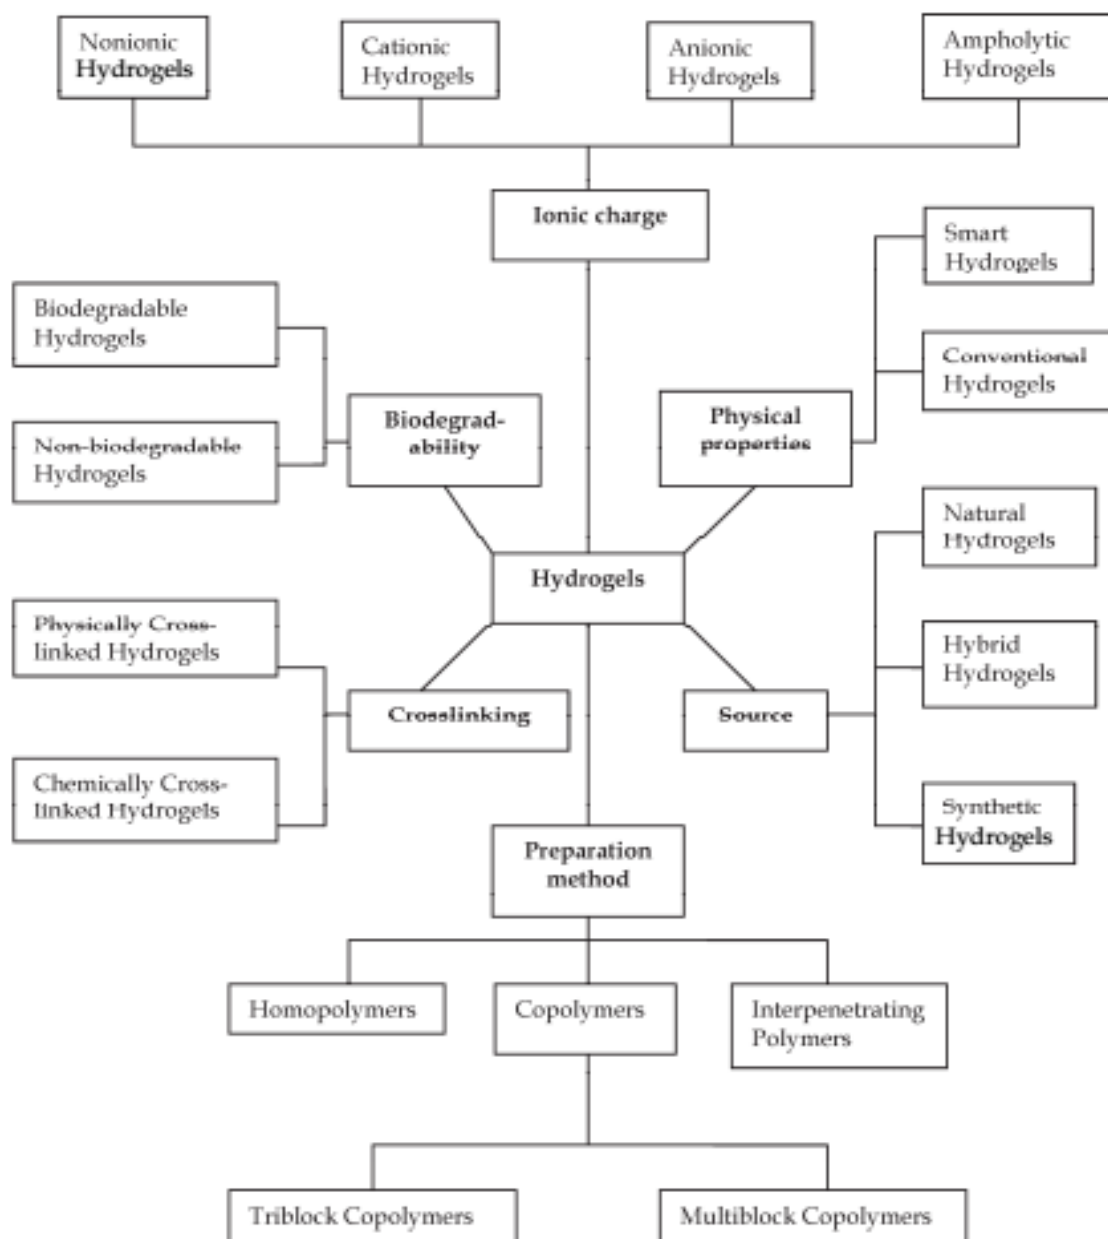 Nonionic
Hydrogels
Cationic
Hydrogels
Anionic
Hydrogels
Ampholytic
Hydrogels
Ionic charge
Smart
Hydrogels
Biodegradable
Hydrogels
Conventional
Hydrogels
Biodegrad-
ability
Physical
properties
Non-biodegradable
Hydrogels
Natural
Hydrogels
Hydrogels
Physically Cross-
linked Hydrogels
Hybrid
Hydrogels
Crosslinking
Source
Chemically Cross-
linked Hydrogels
Synthetic
Hydrogels
Preparation
method
Homopolymers
Copolymers
Interpenetrating
Polymers
Triblock Copolymers
Multiblock Copolymers